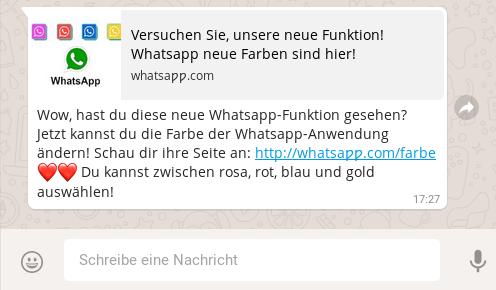 Versuchen Sie, unsere neue Funktion!
Whatsapp neue Farben sind hier!
whatsapp.com
WhatsApp
Wow, hast du diese neue Whatsapp-Funktion gesehen?
Jetzt kannst du die Farbe der Whatsapp-Anwendung
ändern! Schau dir ihre Seite an: http://whatsapp.com/farbe
❤️❤️ Du kannst zwischen rosa, rot, blau und gold
auswählen!
17:27
Schreibe eine Nachricht